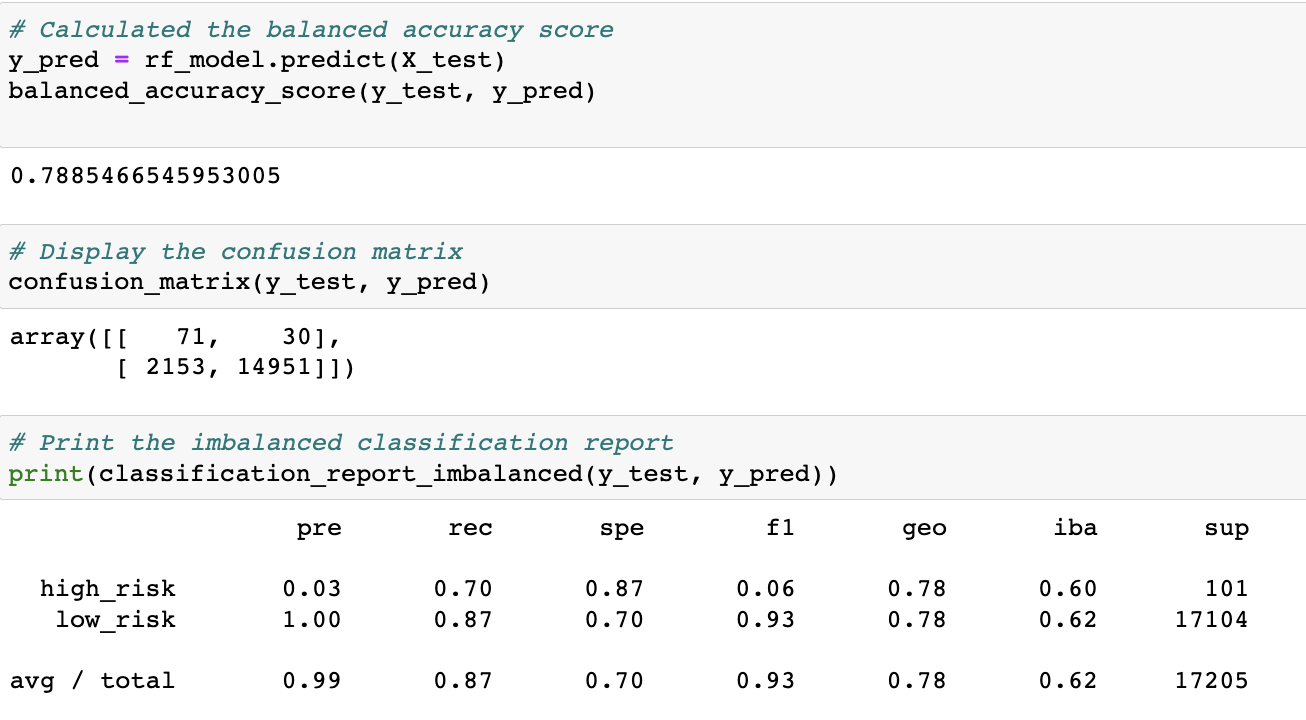 # Calculated the balanced accuracy score
y_pred = rf_model.predict(X_test)
balanced_accuracy_score(y_test, y_pred)
0.7885466545953005
# Display the confusion matrix
confusion_matrix(y_test, y_pred)
array([[   71,    30],
       [ 2153, 14951]])
# Print the imbalanced classification report
print(classification_report_imbalanced(y_test, y_pred))
                   pre       rec       spe        f1       geo       iba       sup
  high_risk       0.03      0.70      0.87      0.06      0.78      0.60       101
   low_risk       1.00      0.87      0.70      0.93      0.78      0.62     17104
avg / total       0.99      0.87      0.70      0.93      0.78      0.62     17205